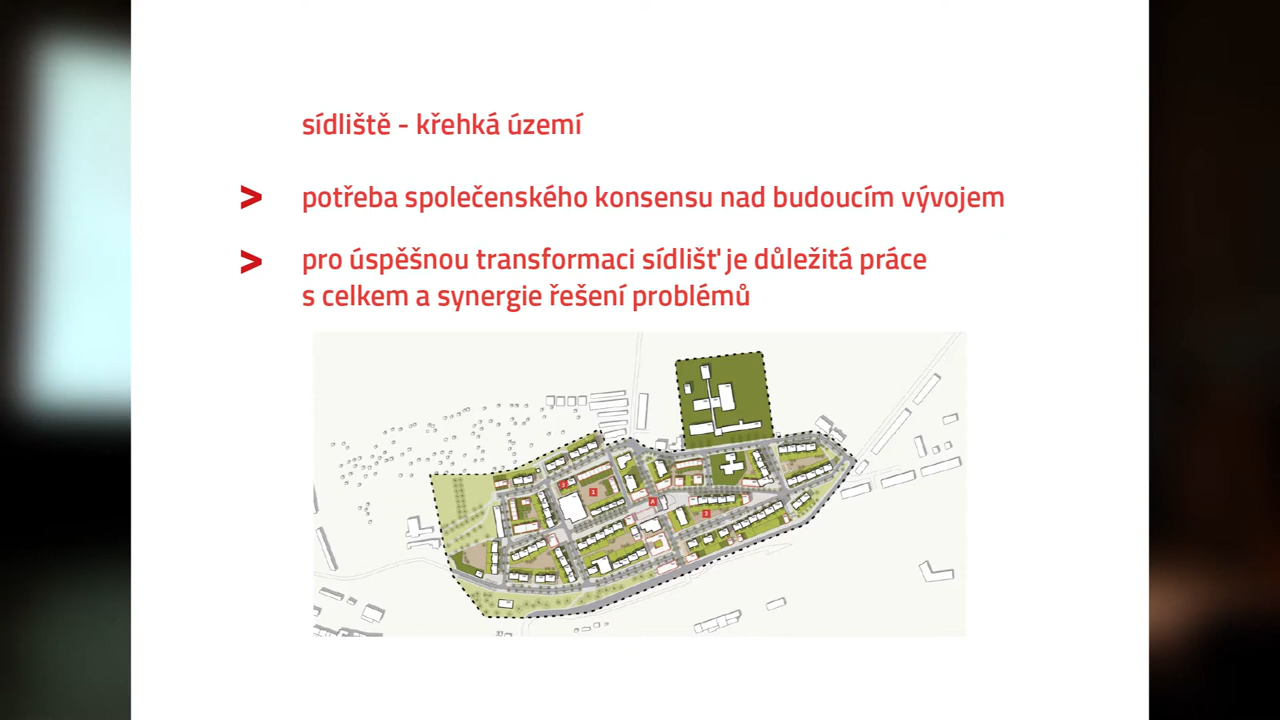 sídliště - křehká území
> potřeba společenského konsensu nad budoucím vývojem
> pro úspěšnou transformaci sídlišť je důležitá práce
s celkem a synergie řešení problémů